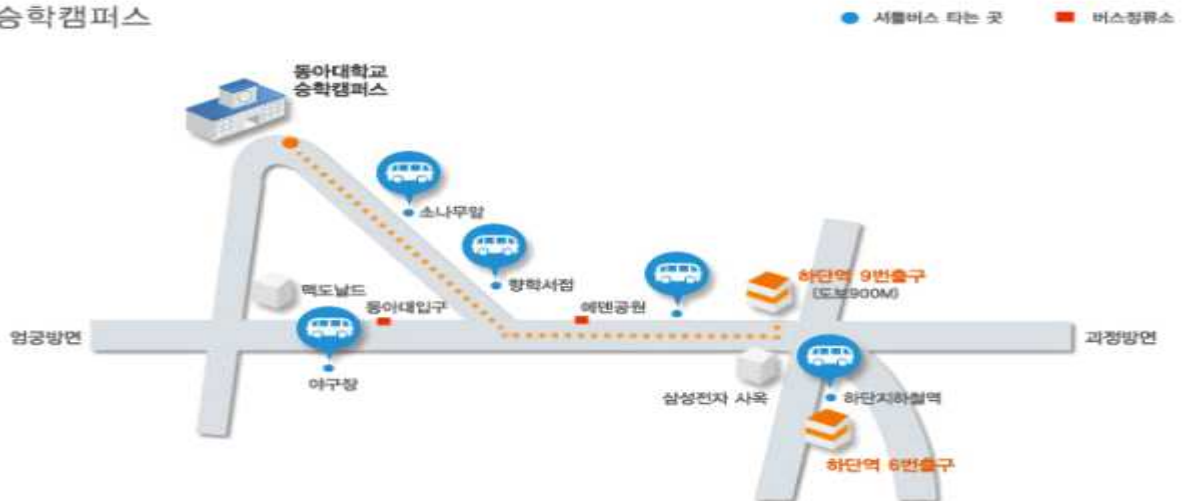 승학캠퍼스
셔틀버스 타는 곳
버스정류소
동아대학교
승학캠퍼스
소나무앞
향학서점
맥도날드
동아대입구
에덴공원
하단역 9번출구
(도보900M)
엄궁방면
과정방면
야구장
삼성전자 사옥
하단지하철역
하단역 6번출구